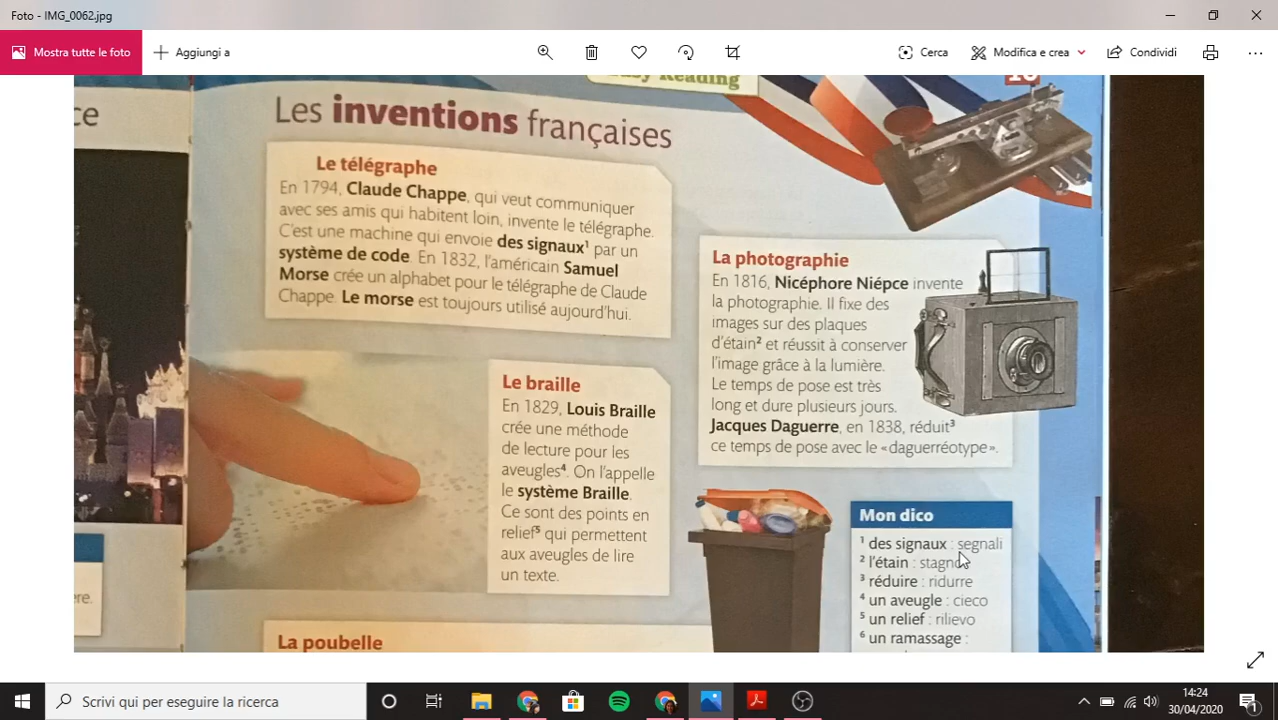 Foto - IMG_0062.jpg
Mostra tutte le foto
Aggiungi a
Cerca
Modifica e crea
Condividi
Reading
Les inventions françaises
Le télégraphe
En 1794, Claude Chappe, qui veut communiquer
avec ses amis qui habitent loin, invente le télégraphe.
C'est une machine qui envoie des signaux¹ par un
système de code. En 1832, l'américain Samuel
Morse crée un alphabet pour le télégraphe de Claude
Chappe. Le morse est toujours utilisé aujourd'hui.
La photographie
En 1816, Nicéphore Niépce invente
la photographie. Il fixe des
images sur des plaques
d'étain² et réussit à conserver
l'image grâce à la lumière.
Le temps de pose est très
long et dure plusieurs jours.
Jacques Daguerre, en 1838, réduit³
ce temps de pose avec le «daguerréotype».
Le braille
En 1829, Louis Braille
crée une méthode
de lecture pour les
aveugles⁴. On l'appelle
le système Braille.
Ce sont des points en
relief⁵ qui permettent
aux aveugles de lire
un texte.
Mon dico
¹ des signaux : segnali
² l'étain : stagno
³ réduire : ridurre
⁴ un aveugle : cieco
⁵ un relief : rilievo
⁶ un ramassage :
La poubelle
Scrivi qui per eseguire la ricerca
14:24
30/04/2020
1